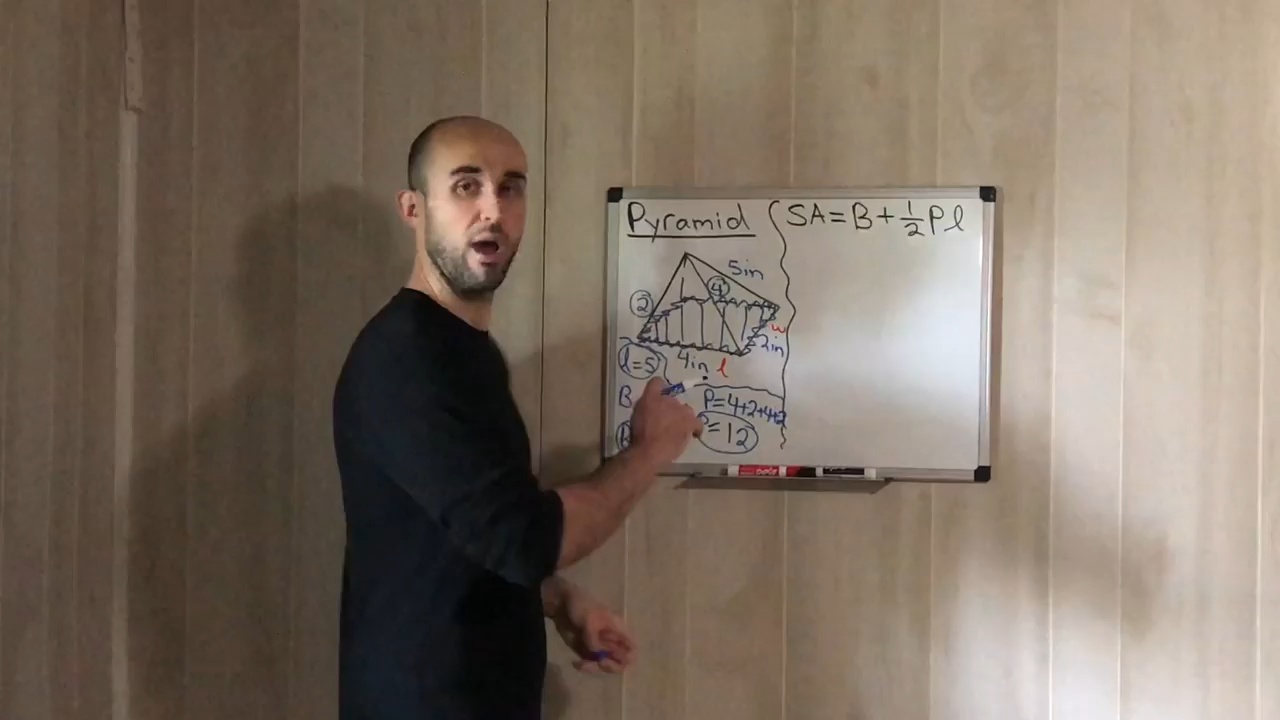 Pyramid
SA=B+½Pl
5in
2
4
w
2in
4in l
l=5
B
P=4+2+4+2
=12